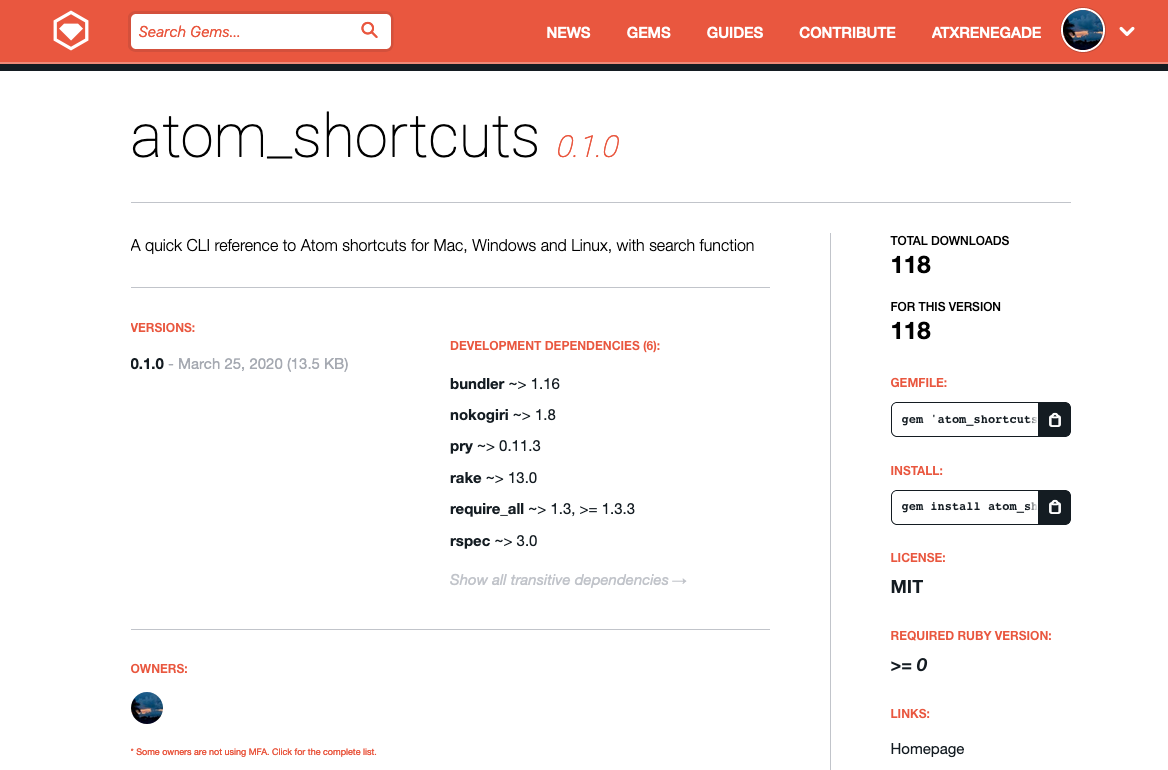 Search Gems...
NEWS GEMS GUIDES CONTRIBUTE ATXRENEGADE
atom_shortcuts 0.1.0
A quick CLI reference to Atom shortcuts for Mac, Windows and Linux, with search function
VERSIONS:
0.1.0 - March 25, 2020 (13.5 KB)
DEVELOPMENT DEPENDENCIES (6):
bundler ~> 1.16
nokogiri ~> 1.8
pry ~> 0.11.3
rake ~> 13.0
require_all ~> 1.3, >= 1.3.3
rspec ~> 3.0
Show all transitive dependencies →
OWNERS:
* Some owners are not using MFA. Click for the complete list.
TOTAL DOWNLOADS
118
FOR THIS VERSION
118
GEMFILE:
gem 'atom_shortcuts
INSTALL:
gem install atom_sh
LICENSE:
MIT
REQUIRED RUBY VERSION:
>= 0
LINKS:
Homepage